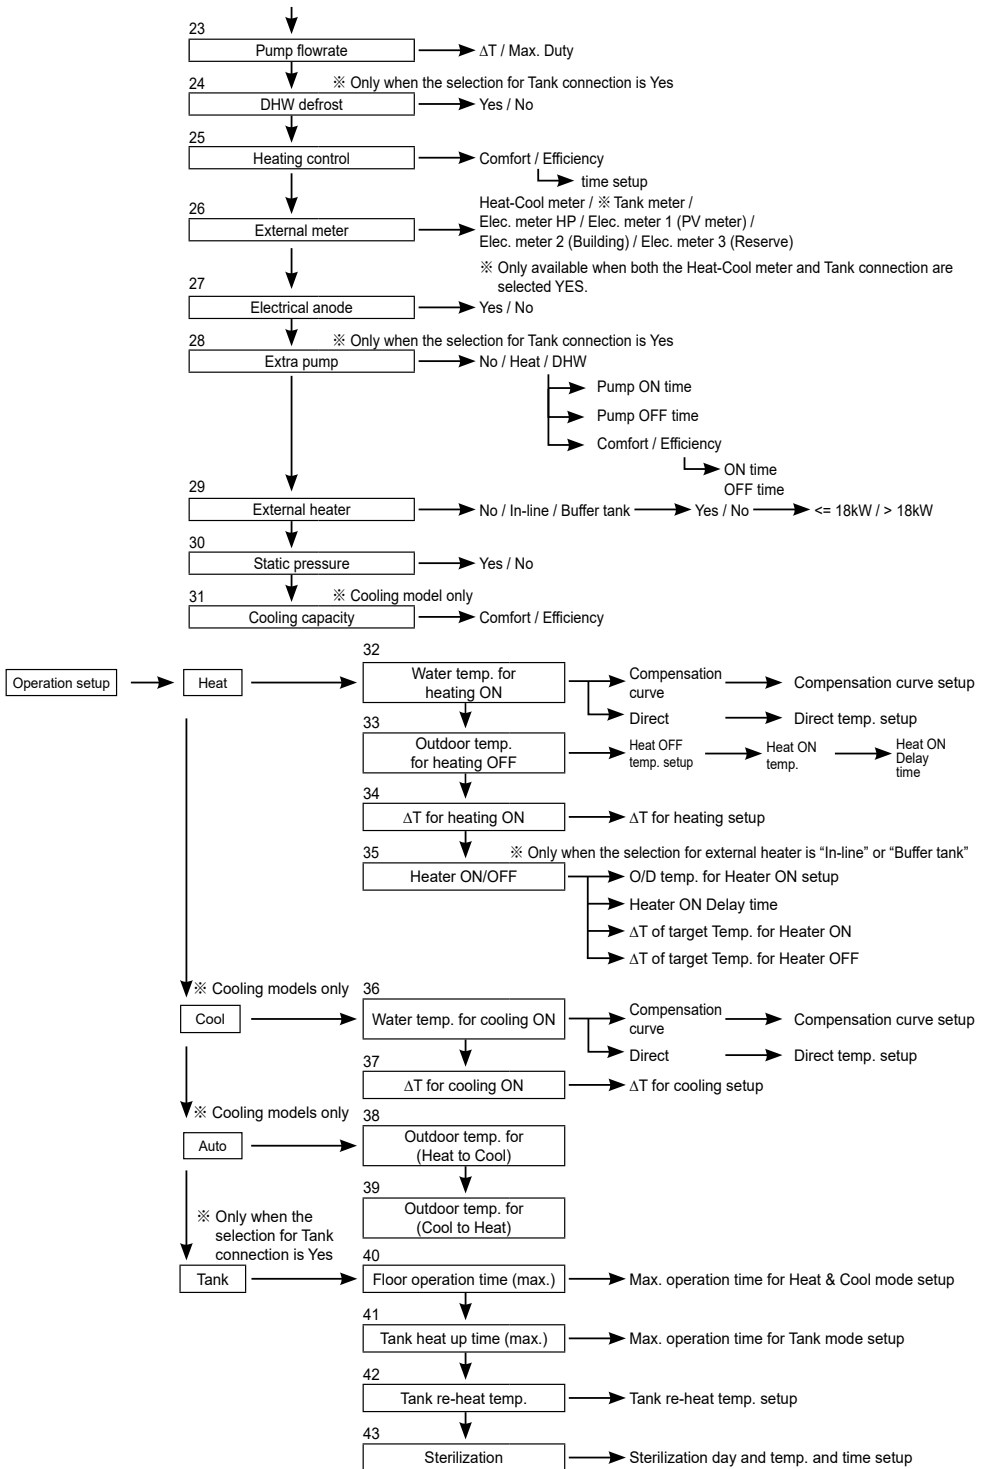 23
Pump flowrate
ΔT / Max. Duty
24
※ Only when the selection for Tank connection is Yes
DHW defrost
Yes / No
25
Heating control
Comfort / Efficiency
time setup
26
External meter
Heat-Cool meter / ※ Tank meter /
Elec. meter HP / Elec. meter 1 (PV meter) /
Elec. meter 2 (Building) / Elec. meter 3 (Reserve)
※ Only available when both the Heat-Cool meter and Tank connection are
selected YES.
27
Electrical anode
Yes / No
28
※ Only when the selection for Tank connection is Yes
Extra pump
No / Heat / DHW
Pump ON time
Pump OFF time
Comfort / Efficiency
ON time
OFF time
29
External heater
No / In-line / Buffer tank
Yes / No
<= 18kW / > 18kW
30
Static pressure
Yes / No
31
※ Cooling model only
Cooling capacity
Comfort / Efficiency
Operation setup
Heat
32
Water temp. for
heating ON
Compensation
curve
Compensation curve setup
Direct
Direct temp. setup
33
Outdoor temp.
for heating OFF
Heat OFF
temp. setup
Heat ON
temp.
Heat ON
Delay
time
34
ΔT for heating ON
ΔT for heating setup
35
※ Only when the selection for external heater is “In-line” or “Buffer tank”
Heater ON/OFF
O/D temp. for Heater ON setup
Heater ON Delay time
ΔT of target Temp. for Heater ON
ΔT of target Temp. for Heater OFF
※ Cooling models only
Cool
36
Water temp. for cooling ON
Compensation
curve
Compensation curve setup
Direct
Direct temp. setup
37
ΔT for cooling ON
ΔT for cooling setup
※ Cooling models only
Auto
38
Outdoor temp. for
(Heat to Cool)
39
Outdoor temp. for
(Cool to Heat)
※ Only when the
selection for Tank
connection is Yes
Tank
40
Floor operation time (max.)
Max. operation time for Heat & Cool mode setup
41
Tank heat up time (max.)
Max. operation time for Tank mode setup
42
Tank re-heat temp.
Tank re-heat temp. setup
43
Sterilization
Sterilization day and temp. and time setup